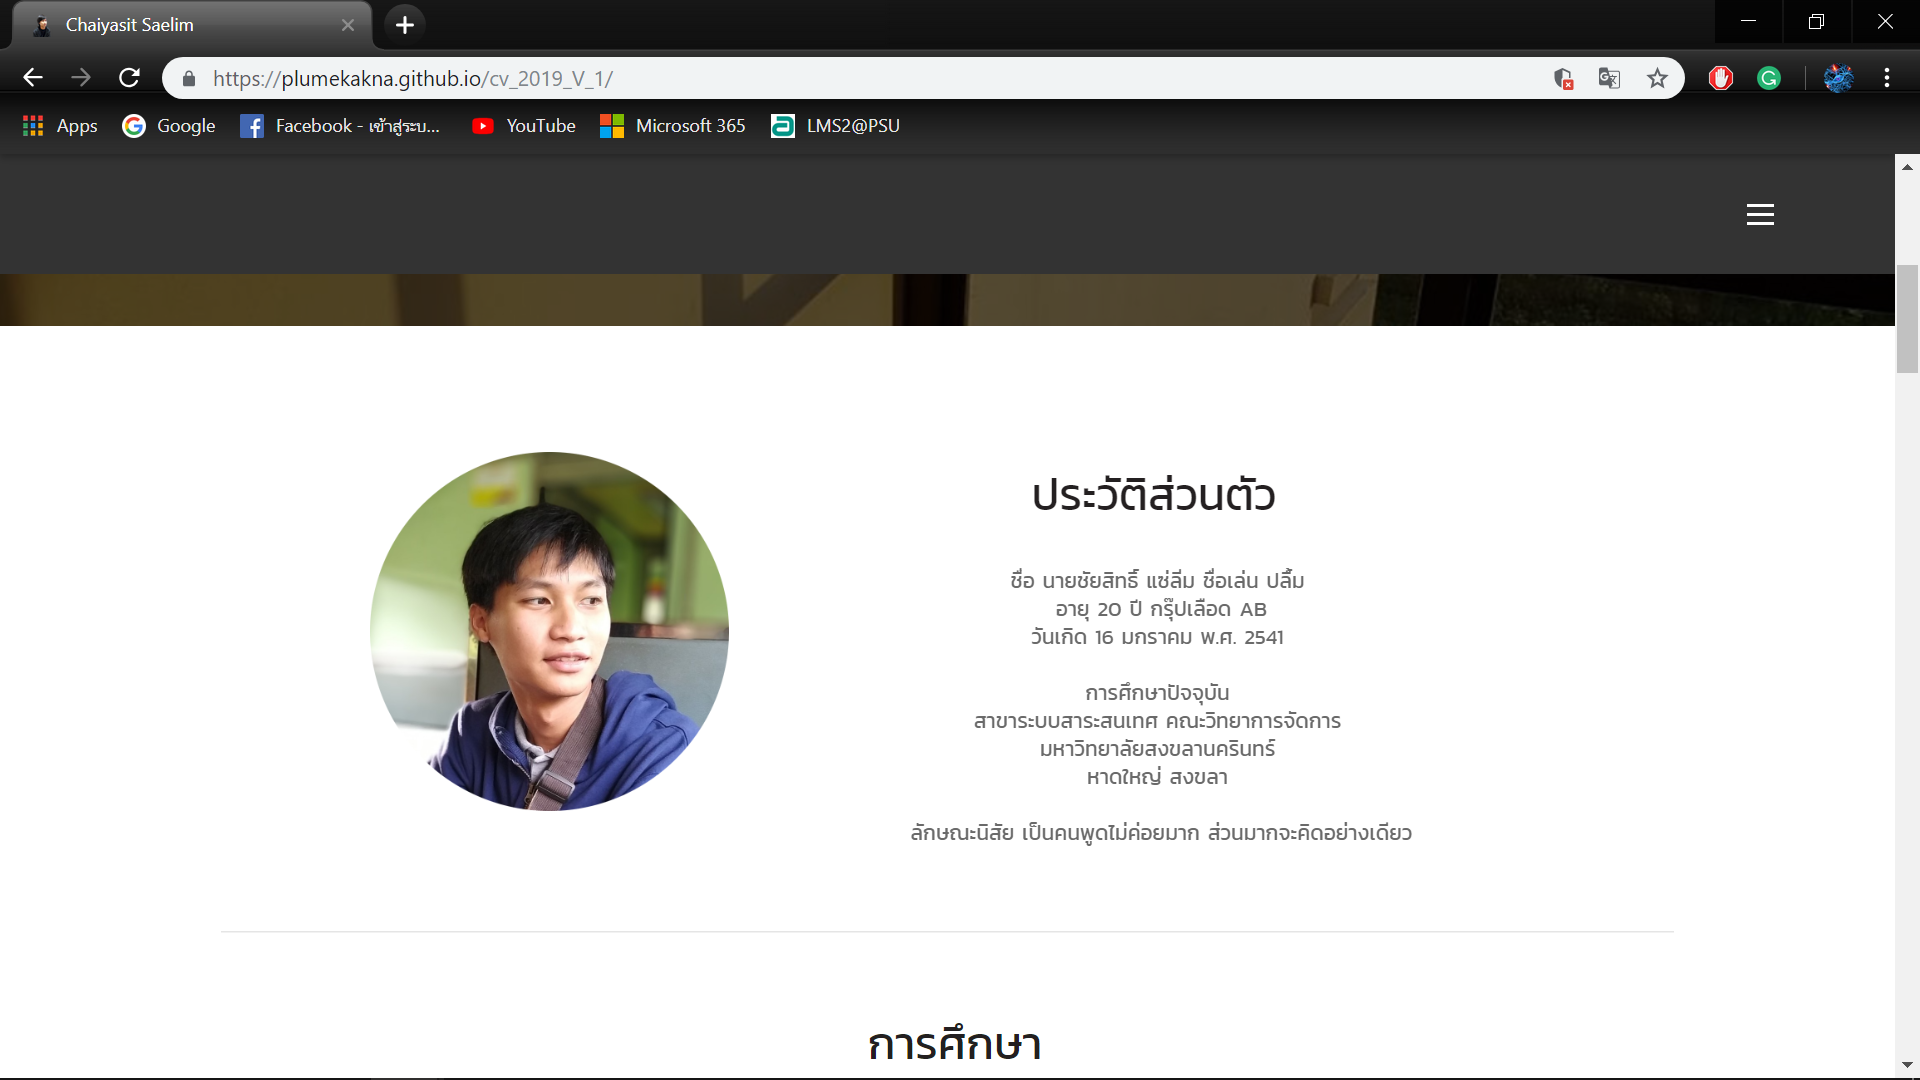 Chaiyasit Saelim
https://plumekakna.github.io/cv_2019_V_1/
Apps Google Facebook - เข้าสู่ระบ... YouTube Microsoft 365 LMS2@PSU
ประวัติส่วนตัว
ชื่อ นายชัยสิทธิ์ แซ่ลีม ชื่อเล่น ปลื้ม
อายุ 20 ปี กรุ๊ปเลือด AB
วันเกิด 16 มกราคม พ.ศ. 2541
การศึกษาปัจจุบัน
สาขาระบบสาระสนเทศ คณะวิทยาการจัดการ
มหาวิทยาลัยสงขลานครินทร์
หาดใหญ่ สงขลา
ลักษณะนิสัย เป็นคนพูดไม่ค่อยมาก ส่วนมากจะคิดอย่างเดียว
การศึกษา